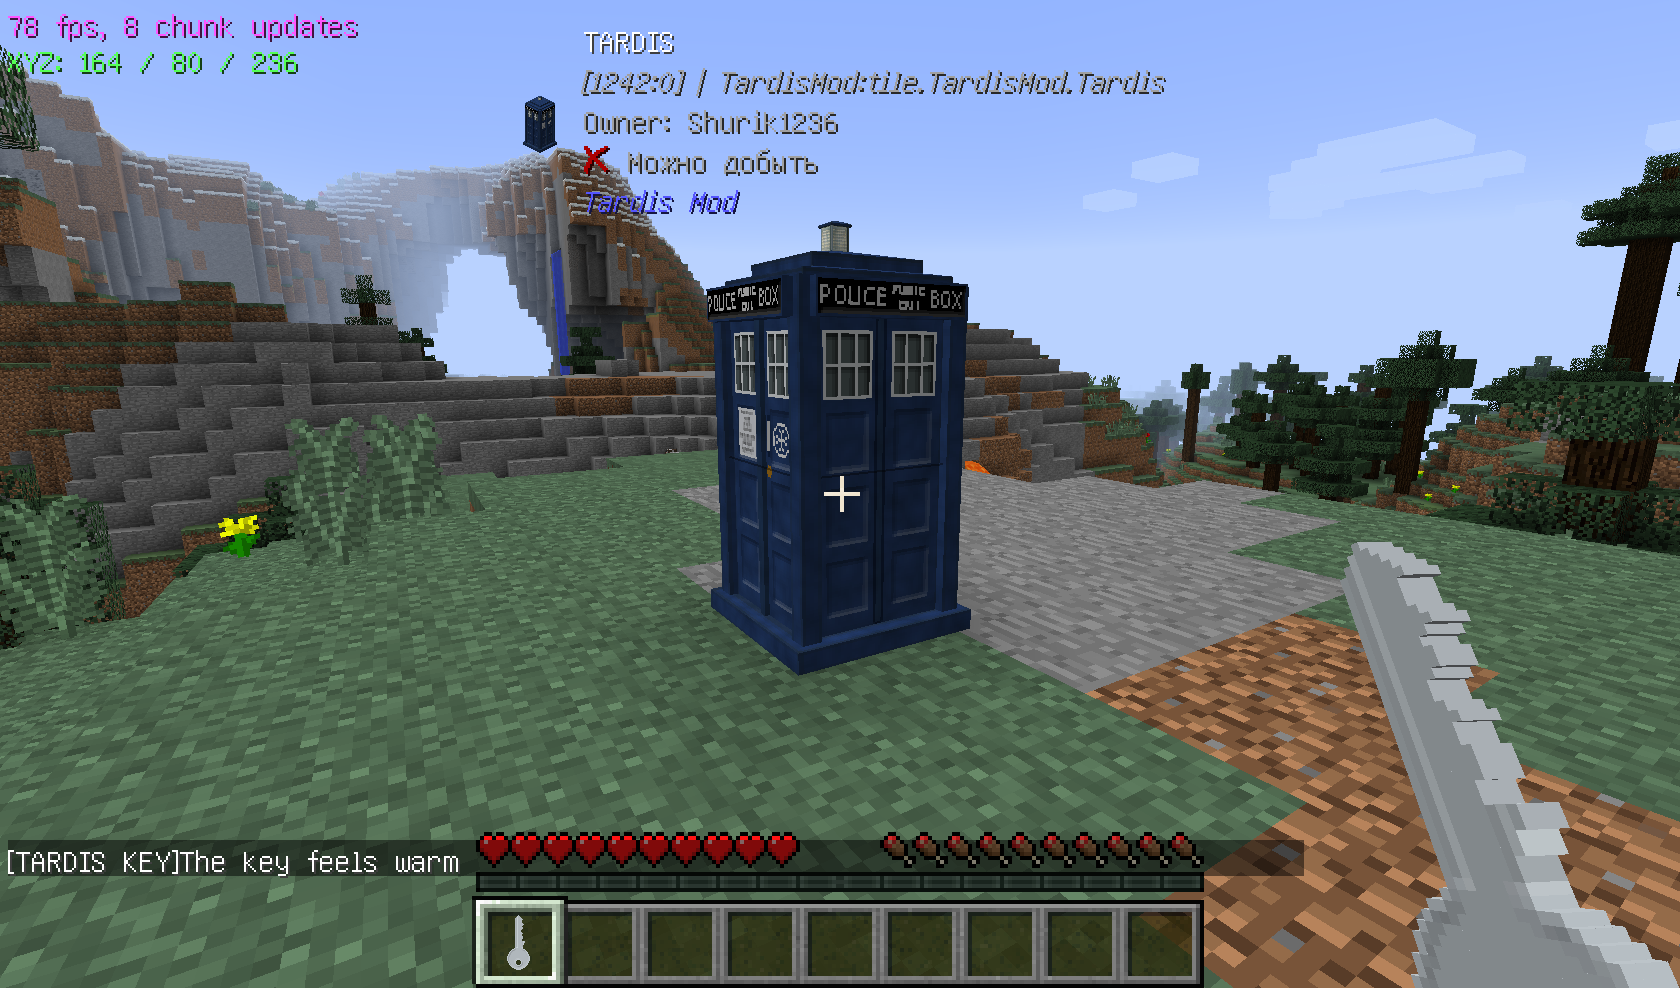 78 fps, 8 chunk updates
XYZ: 164 / 80 / 236
TARDIS
[1242:0] | TardisMod:tile.TardisMod.Tardis
Owner: Shurik1236
Можно добыть
Tardis Mod
POLICE BOX
POLICE BOX
[TARDIS KEY]The key feels warm